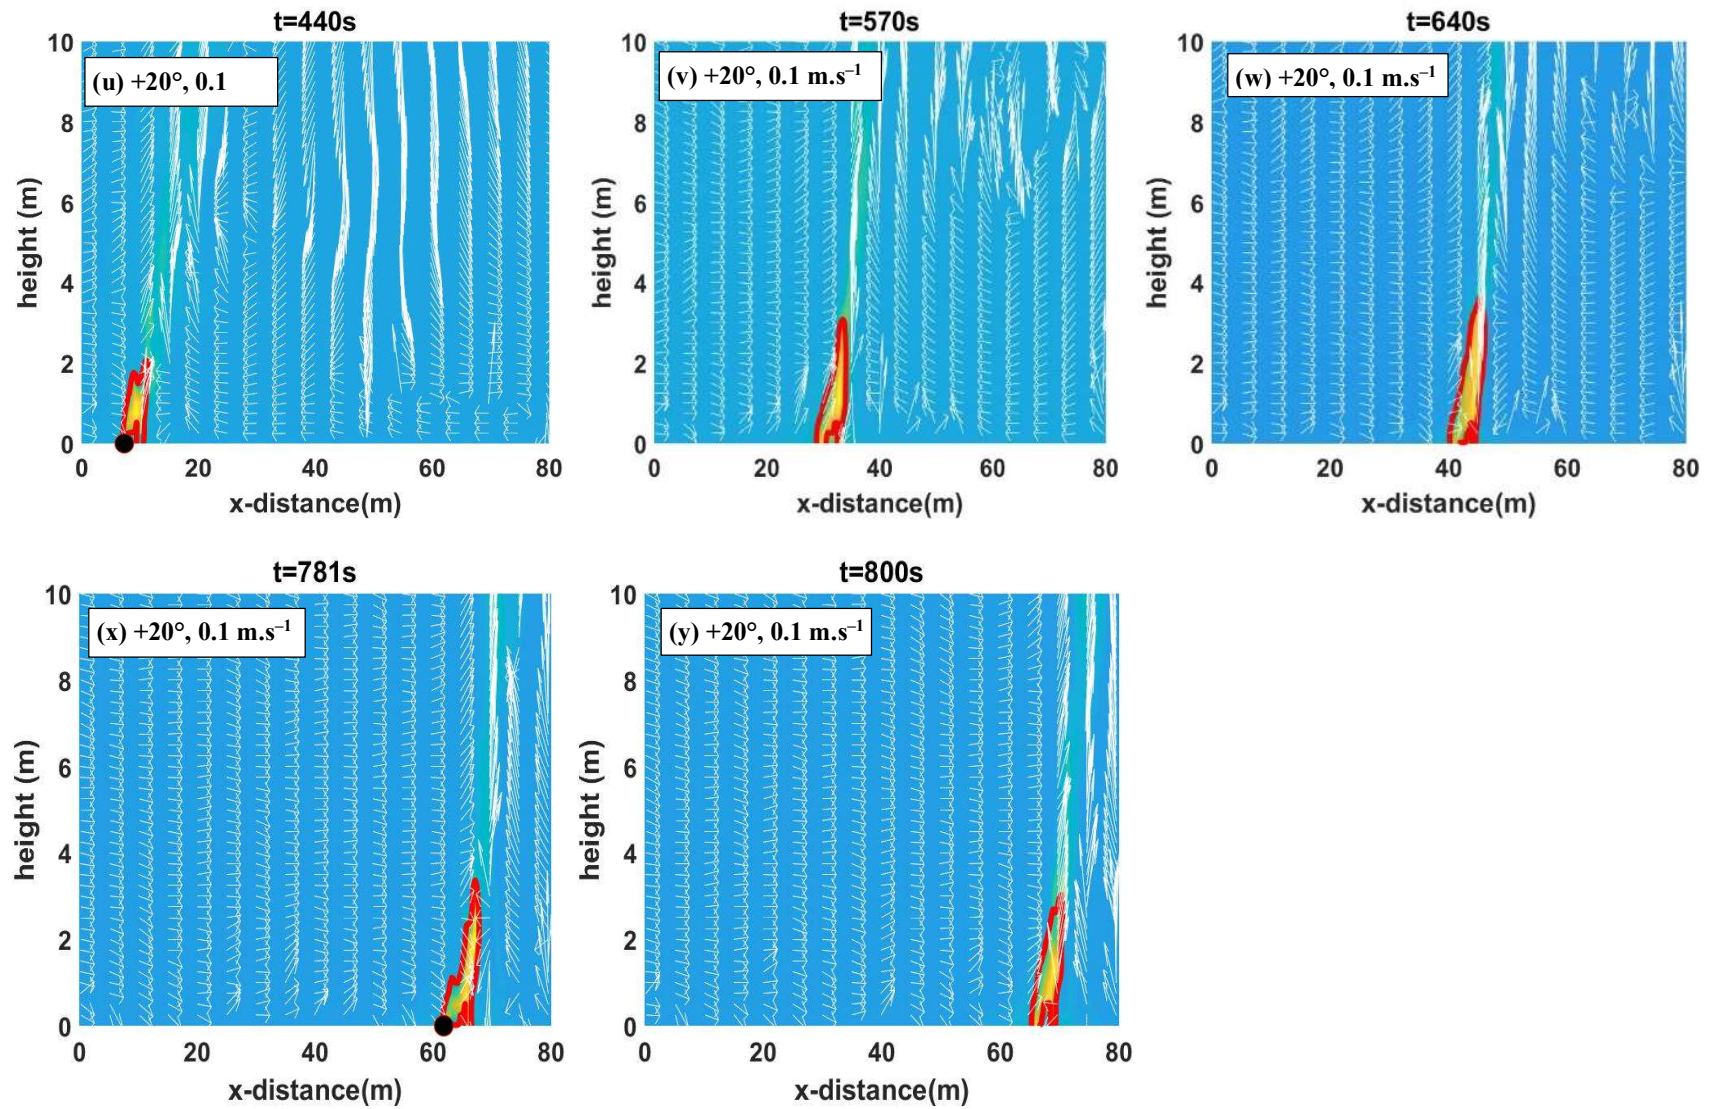 t=440s
(u) +20°, 0.1
10
8
6
4
2
0
height (m)
0 20 40 60 80
x-distance(m)
t=570s
(v) +20°, 0.1 m.s⁻¹
10
8
6
4
2
0
height (m)
0 20 40 60 80
x-distance(m)
t=640s
(w) +20°, 0.1 m.s⁻¹
10
8
6
4
2
0
height (m)
0 20 40 60 80
x-distance(m)
t=781s
(x) +20°, 0.1 m.s⁻¹
10
8
6
4
2
0
height (m)
0 20 40 60 80
x-distance(m)
t=800s
(y) +20°, 0.1 m.s⁻¹
10
8
6
4
2
0
height (m)
0 20 40 60 80
x-distance(m)